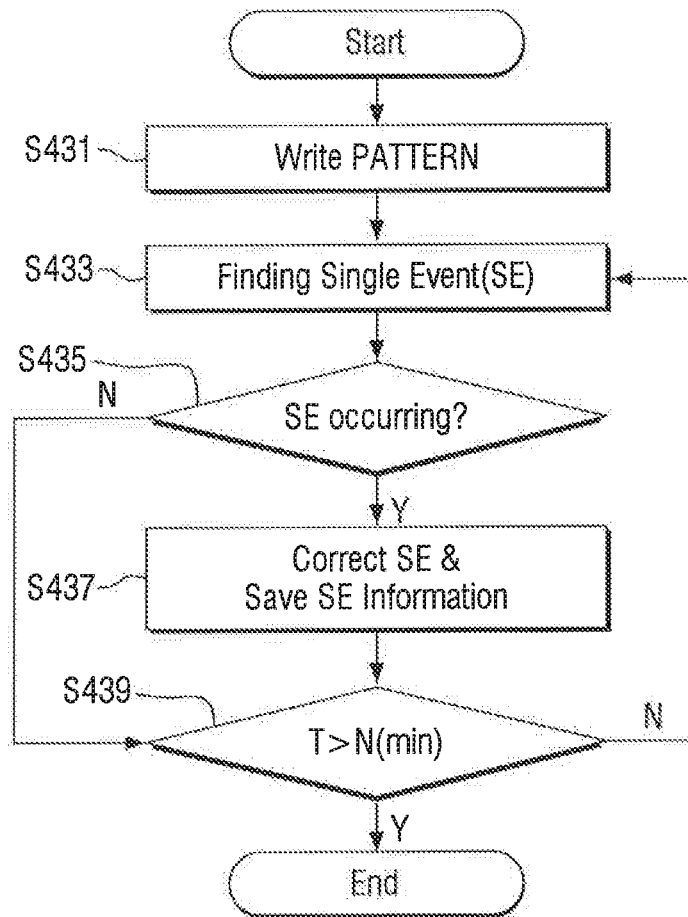 Start
S431
Write PATTERN
S433
Finding Single Event(SE)
S435
N
SE occurring?
Y
S437
Correct SE &
Save SE Information
S439
T>N(min)
N
Y
End